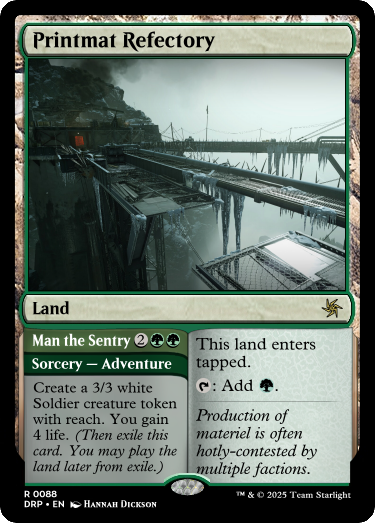 Printmat Refectory
Land
Man the Sentry 2
Sorcery — Adventure
Create a 3/3 white
Soldier creature token
with reach. You gain
4 life. (Then exile this
card. You may play the
land later from exile.)
This land enters
tapped.
: Add .
Production of
materiel is often
hotly-contested by
multiple factions.
R 0088
DRP • EN Hannah Dickson
™ & © 2025 Team Starlight